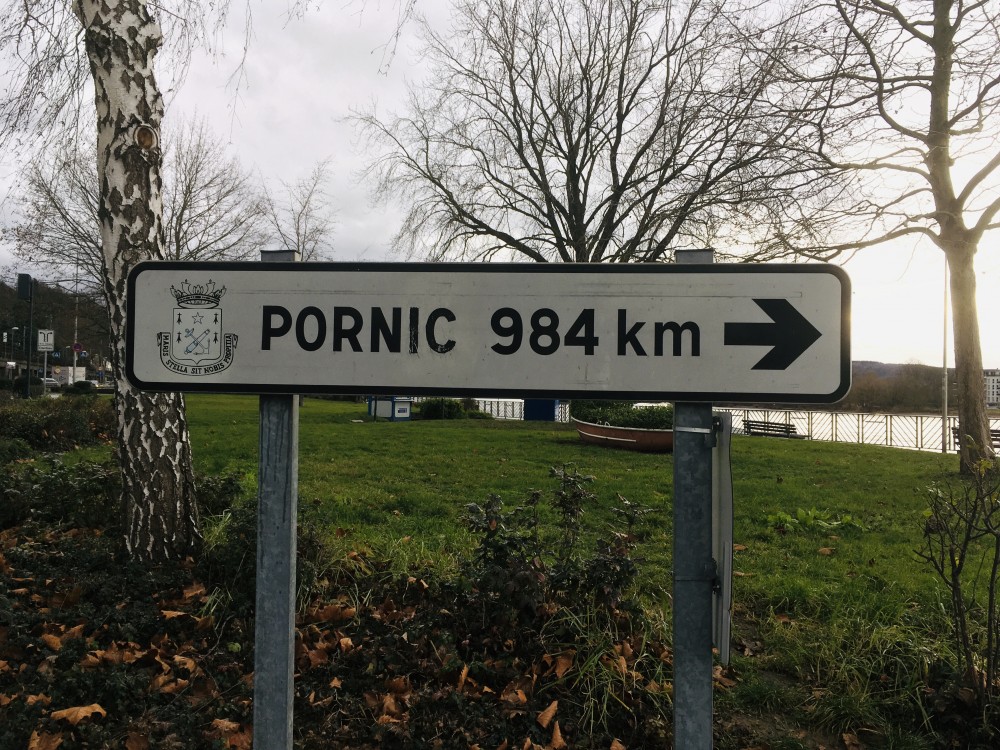 PORNIC 984 km
MARIS STELLA SIT NOBIS PROPITIA